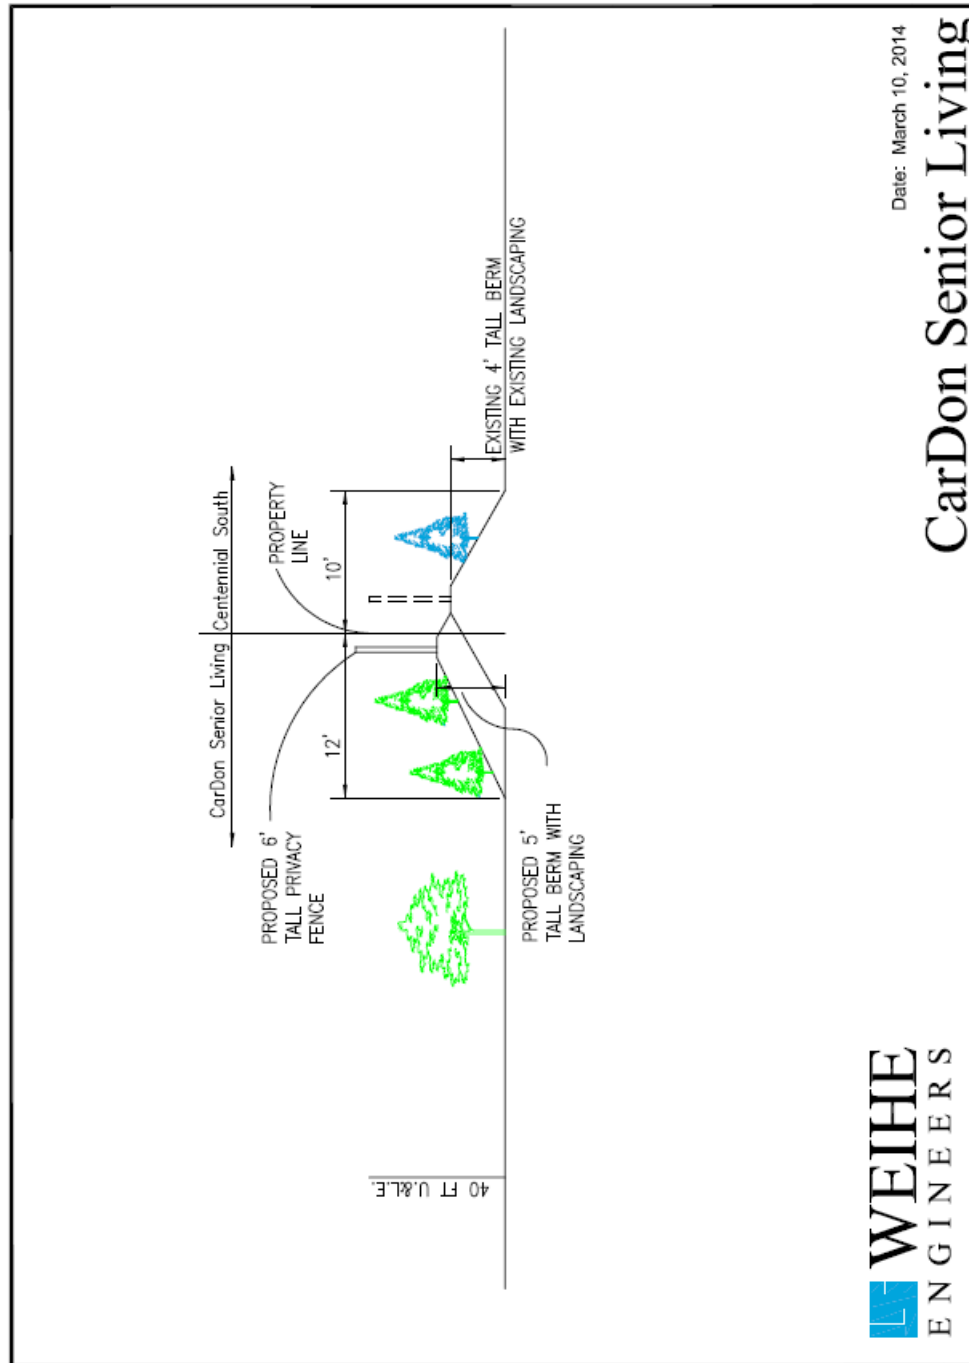 CarDon Senior Living
Centennial South
PROPOSED 6'
TALL PRIVACY
FENCE
PROPERTY
LINE
12'
10'
40 FT U.&L.E.
PROPOSED 5'
TALL BERM WITH
LANDSCAPING
EXISTING 4' TALL BERM
WITH EXISTING LANDSCAPING
WEIHE
ENGINEERS
Date: March 10, 2014
CarDon Senior Living